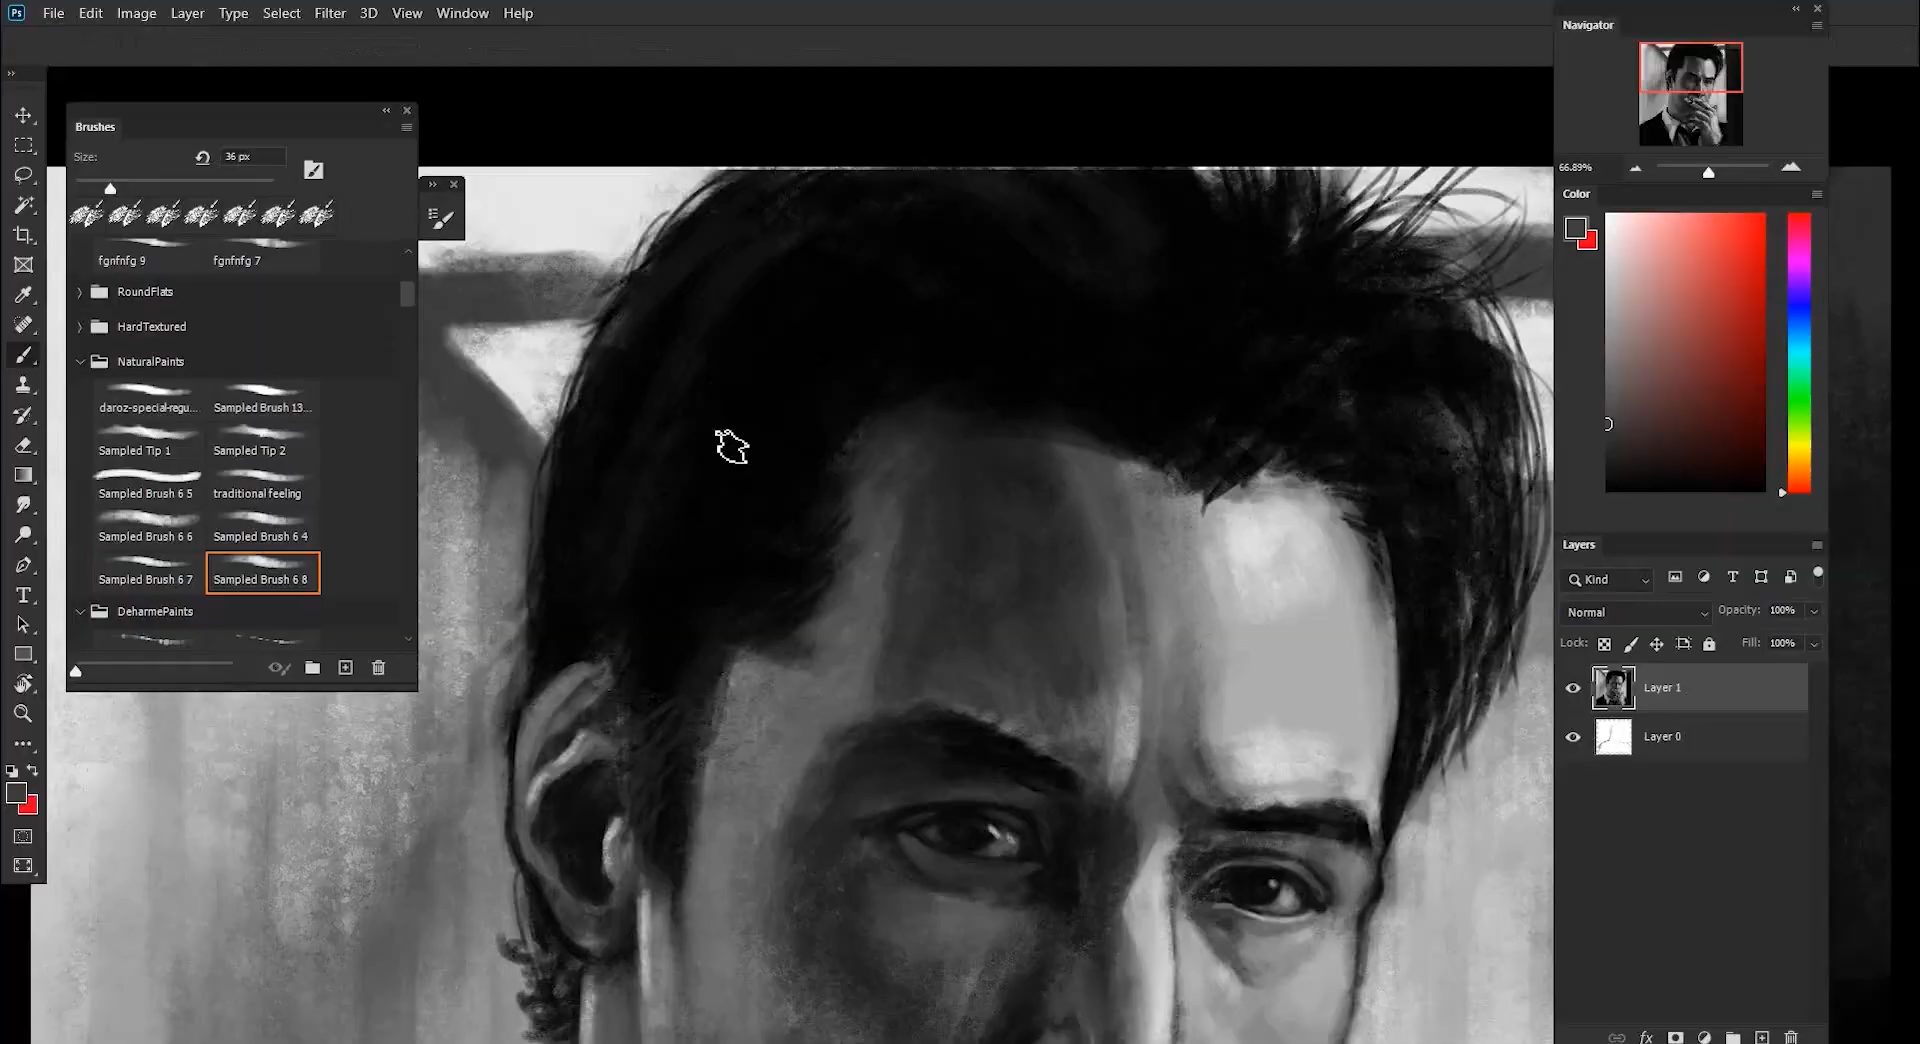 Ps File Edit Image Layer Type Select Filter 3D View Window Help
Navigator
66.89%
Color
Brushes
Size: 36 px
fgnfnfg 9 fgnfnfg 7
RoundFlats
HardTextured
NaturalPaints
daroz-special-regu... Sampled Brush 13...
Sampled Tip 1 Sampled Tip 2
Sampled Brush 6 5 traditional feeling
Sampled Brush 6 6 Sampled Brush 6 4
Sampled Brush 6 7 Sampled Brush 6 8
DeharmePaints
Layers
Kind
Normal Opacity: 100%
Lock: Fill: 100%
Layer 1
Layer 0
fx